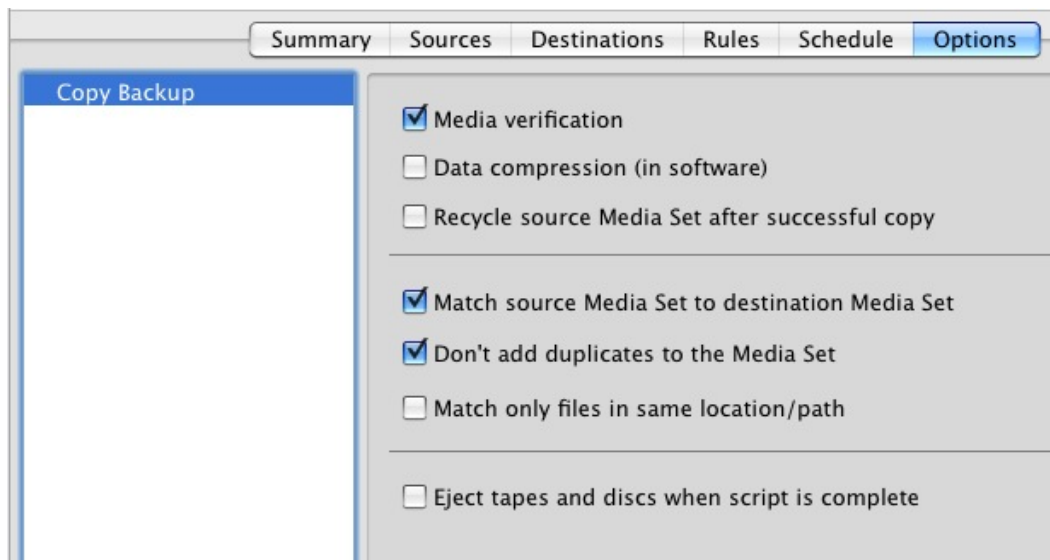 Summary Sources Destinations Rules Schedule Options
Copy Backup
Media verification
Data compression (in software)
Recycle source Media Set after successful copy
Match source Media Set to destination Media Set
Don't add duplicates to the Media Set
Match only files in same location/path
Eject tapes and discs when script is complete